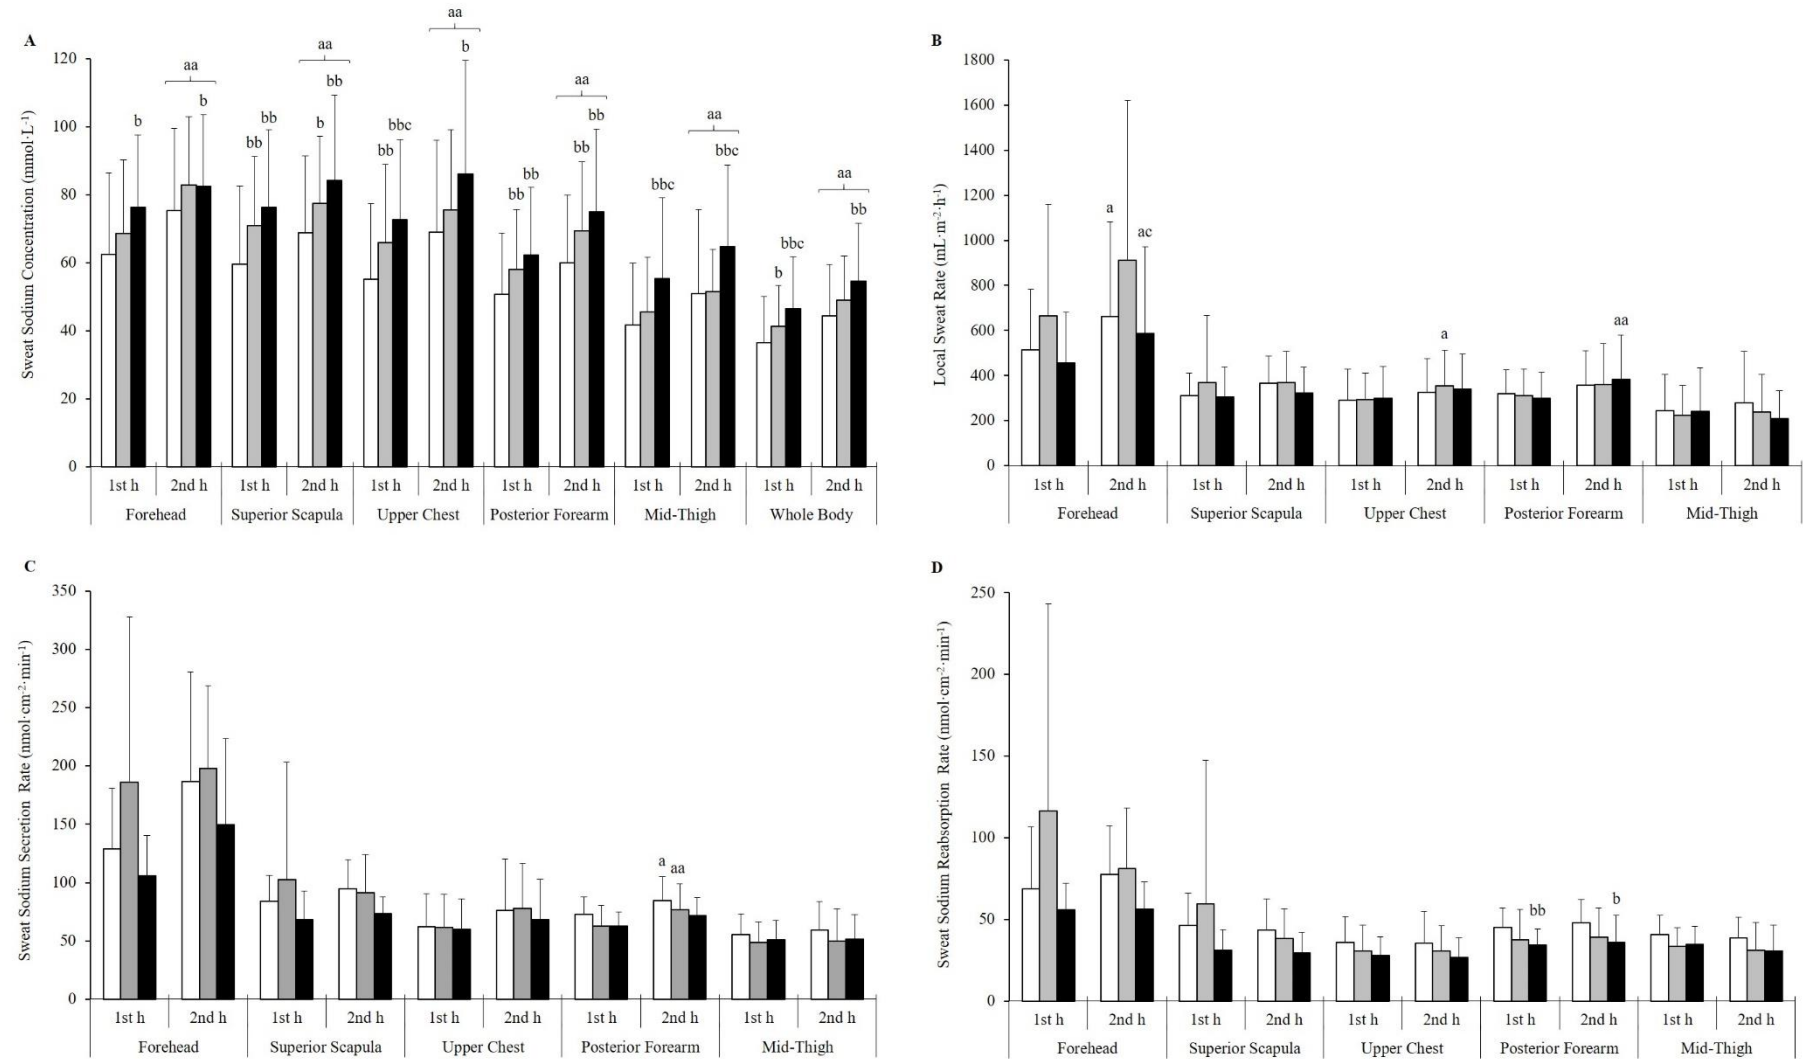 A
Sweat Sodium Concentration (mmol·L⁻¹)
120
100
80
60
40
20
0
b
aa
b
bb
bb
aa
b
bb
bb
bbc
aa
b
bb
bb
aa
bb
bb
bbc
aa
bbc
b
bbc
aa
bb
1st h 2nd h 1st h 2nd h 1st h 2nd h 1st h 2nd h 1st h 2nd h 1st h 2nd h
Forehead Superior Scapula Upper Chest Posterior Forearm Mid-Thigh Whole Body
B
Local Sweat Rate (mL·m⁻²·h⁻¹)
1800
1600
1400
1200
1000
800
600
400
200
0
a
ac
a
aa
1st h 2nd h 1st h 2nd h 1st h 2nd h 1st h 2nd h 1st h 2nd h
Forehead Superior Scapula Upper Chest Posterior Forearm Mid-Thigh
C
Sweat Sodium Secretion Rate (nmol·cm⁻²·min⁻¹)
350
300
250
200
150
100
50
0
a
aa
1st h 2nd h 1st h 2nd h 1st h 2nd h 1st h 2nd h 1st h 2nd h
Forehead Superior Scapula Upper Chest Posterior Forearm Mid-Thigh
D
Sweat Sodium Reabsorption Rate (nmol·cm⁻²·min⁻¹)
250
200
150
100
50
0
bb
b
1st h 2nd h 1st h 2nd h 1st h 2nd h 1st h 2nd h 1st h 2nd h
Forehead Superior Scapula Upper Chest Posterior Forearm Mid-Thigh